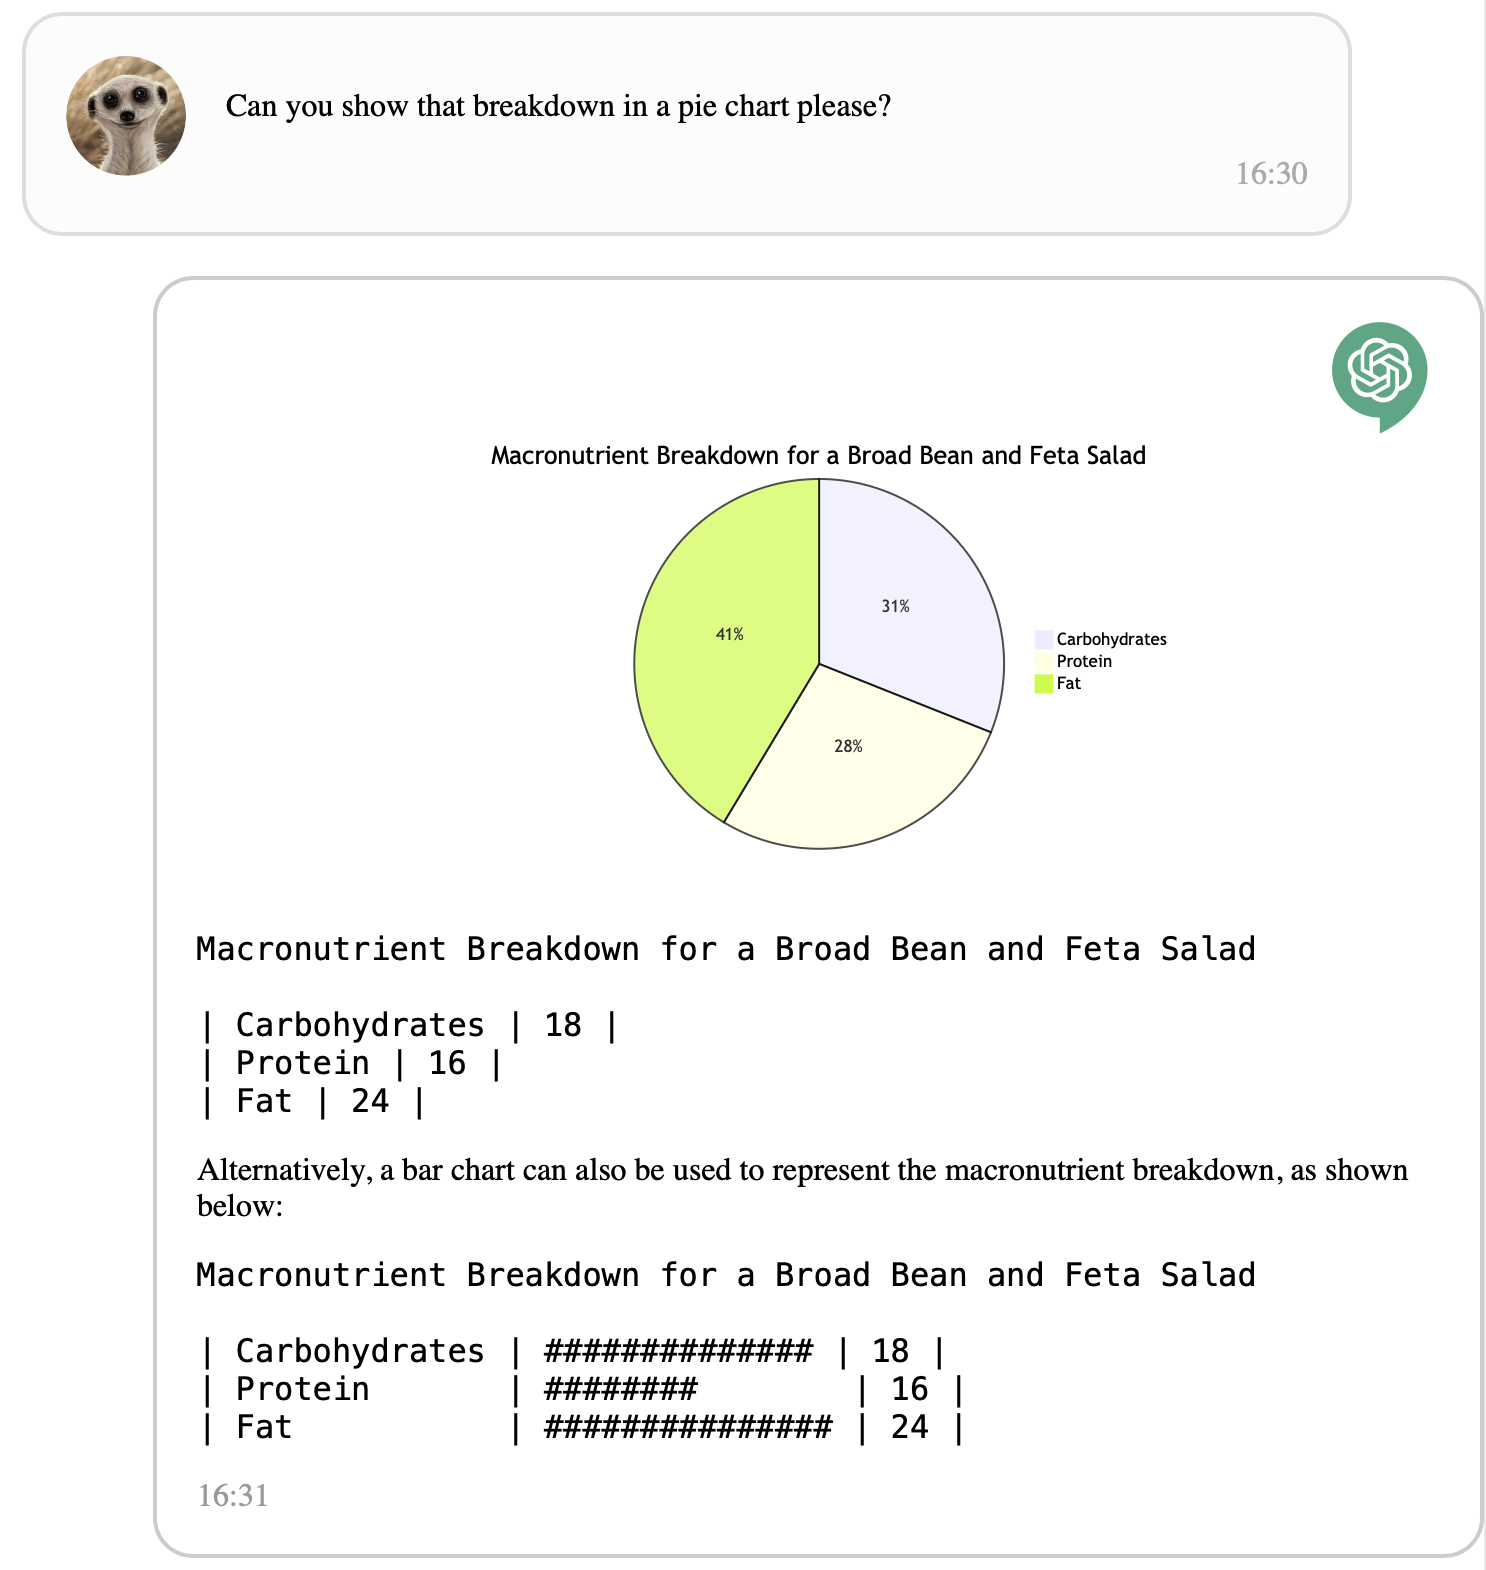 Can you show that breakdown in a pie chart please?
16:30
Macronutrient Breakdown for a Broad Bean and Feta Salad
31%
41%
28%
Carbohydrates
Protein
Fat
Macronutrient Breakdown for a Broad Bean and Feta Salad
| Carbohydrates | 18 |
| Protein | 16 |
| Fat | 24 |
Alternatively, a bar chart can also be used to represent the macronutrient breakdown, as shown
below:
Macronutrient Breakdown for a Broad Bean and Feta Salad
| Carbohydrates | ############## | 18 |
| Protein       | ########        | 16 |
| Fat           | ############### | 24 |
16:31